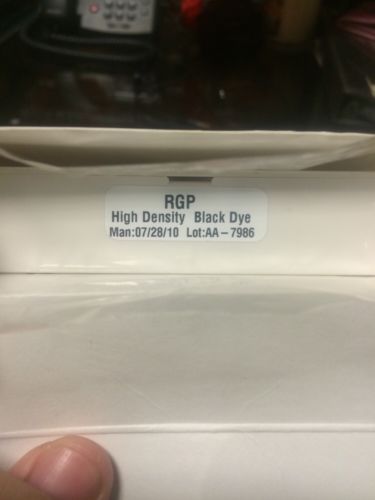 RGP
High Density Black Dye
Man:07/28/10 Lot:AA-7986